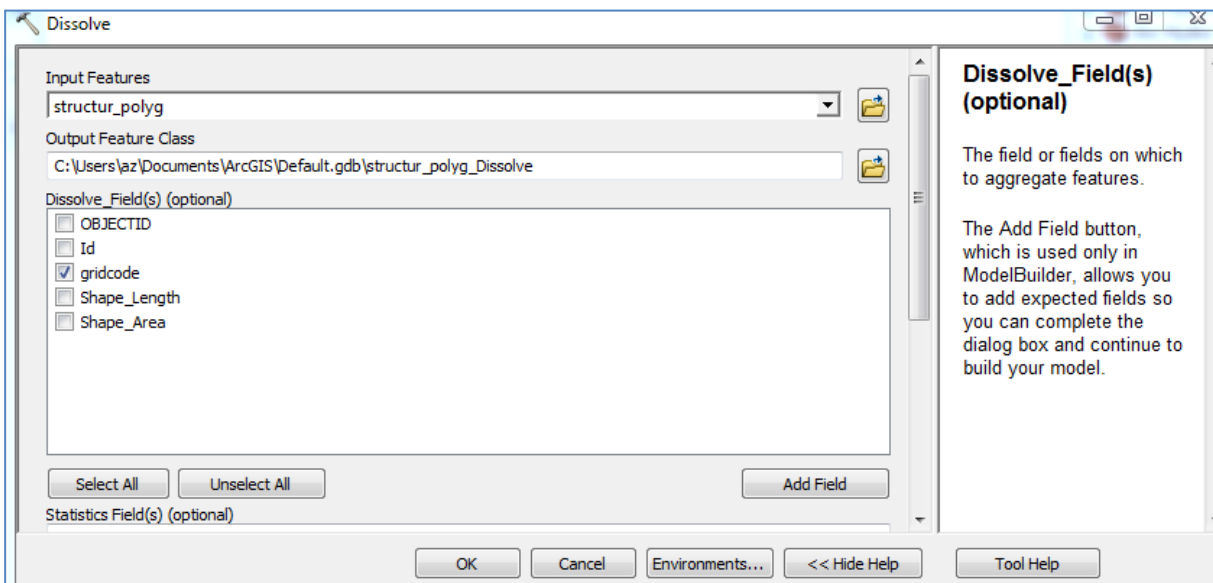 Dissolve
Input Features
structur_polyg
Output Feature Class
C:\Users\az\Documents\ArcGIS\Default.gdb\structur_polyg_Dissolve
Dissolve_Field(s) (optional)
OBJECTID
Id
gridcode
Shape_Length
Shape_Area
Select All
Unselect All
Add Field
Statistics Field(s) (optional)
OK
Cancel
Environments...
<< Hide Help
Tool Help
Dissolve_Field(s)
(optional)
The field or fields on which
to aggregate features.
The Add Field button,
which is used only in
ModelBuilder, allows you
to add expected fields so
you can complete the
dialog box and continue to
build your model.